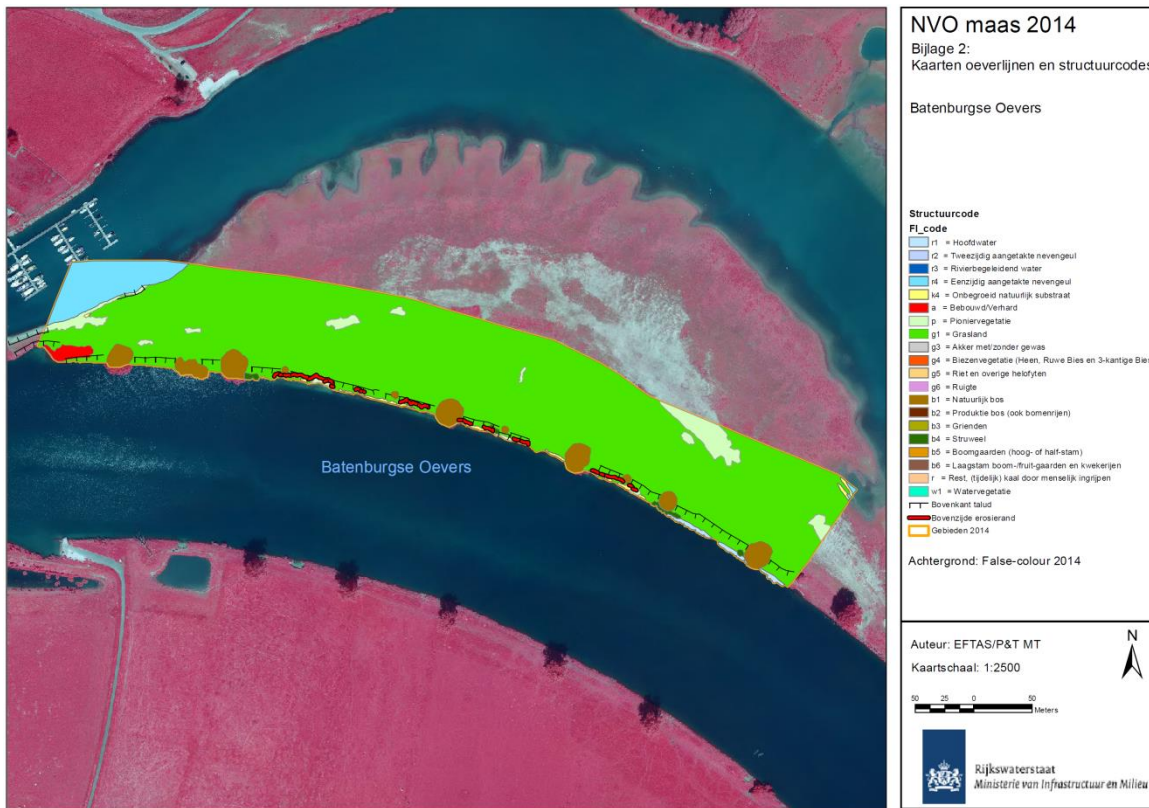 NVO maas 2014
Bijlage 2:
Kaarten oeverlijnen en structuurcodes
Batenburgse Oevers
Structuurcode
FI_code
r1 = Hoofdwater
r2 = Tweezijdig aangetakte nevengeul
r3 = Rivierbegeleidend water
r4 = Eenzijdig aangetakte nevengeul
k4 = Onbegroeid natuurlijk substraat
a = Bebouwd/Verhard
p = Pioniervegetatie
g1 = Grasland
g3 = Akker met/zonder gewas
g4 = Biezenvegetatie (Heen, Ruwe Bies en 3-kantige Bies
g5 = Riet en overige helofyten
g6 = Ruigte
b1 = Natuurlijk bos
b2 = Produktie bos (ook bomenrijen)
b3 = Grienden
b4 = Struweel
b5 = Boomgaarden (hoog- of half-stam)
b6 = Laagstam boom-/fruit-gaarden en kwekerijen
r = Rest, (tijdelijk) kaal door menselijk ingrijpen
w1 = Watervegetatie
Bovenkant talud
Bovenzijde erosierand
Gebieden 2014
Achtergrond: False-colour 2014
Batenburgse Oevers
Auteur: EFTAS/P&T MT
Kaartschaal: 1:2500
N
50 25 0 50
Meters
Rijkswaterstaat
Ministerie van Infrastructuur en Milieu